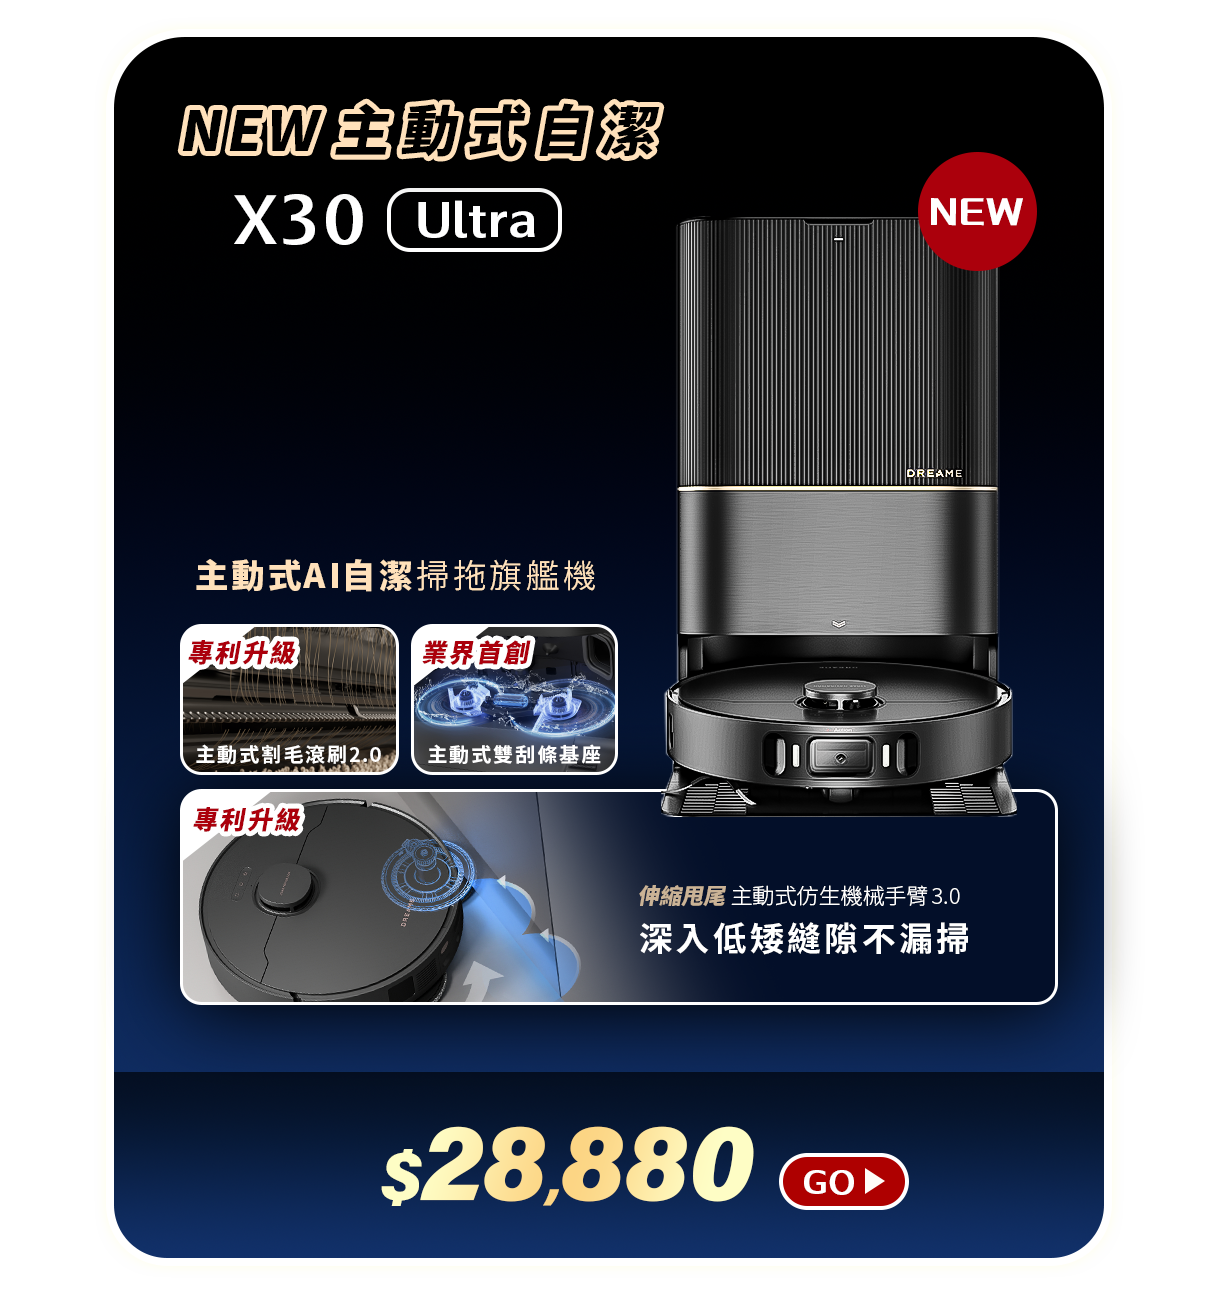 NEW 主動式自潔
X30 Ultra
NEW
DREAME
主動式AI自潔掃拖旗艦機
專利升級
主動式割毛滾刷2.0
業界首創
主動式雙刮條基座
專利升級
DREAME
伸縮甩尾 主動式仿生機械手臂 3.0
深入低矮縫隙不漏掃
$28,880
GO